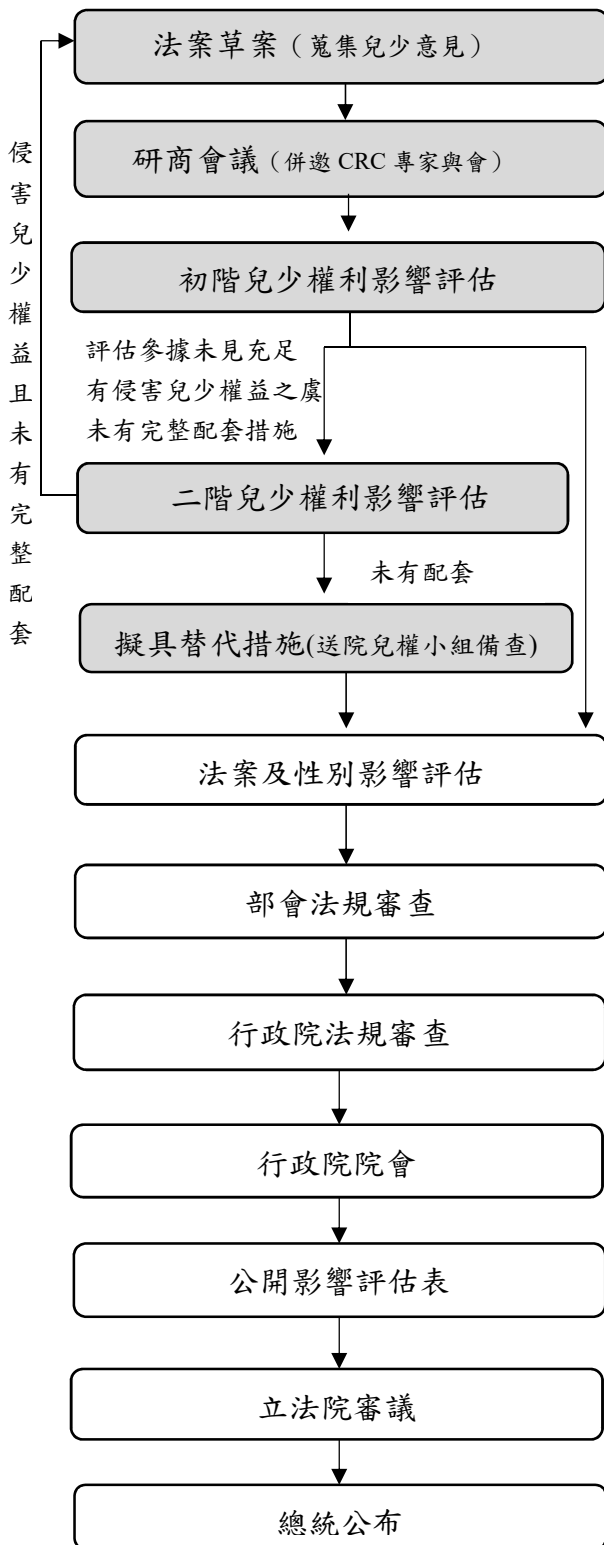 法案草案（蒐集兒少意見）
研商會議（併邀 CRC 專家與會）
初階兒少權利影響評估
侵害兒少權益且未有完整配套
評估參據未見充足
有侵害兒少權益之虞
未有完整配套措施
二階兒少權利影響評估
未有配套
擬具替代措施(送院兒權小組備查)
法案及性別影響評估
部會法規審查
行政院法規審查
行政院院會
公開影響評估表
立法院審議
總統公布